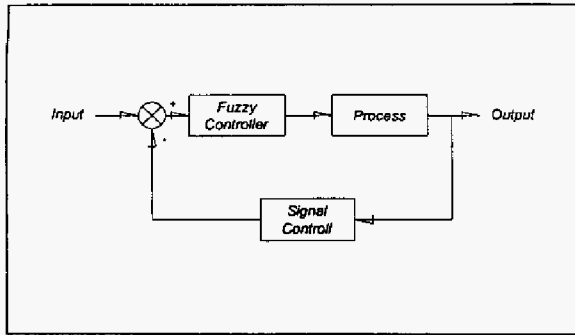 Input
+
Fuzzy
Controller
Process
Output
Signal
Controll